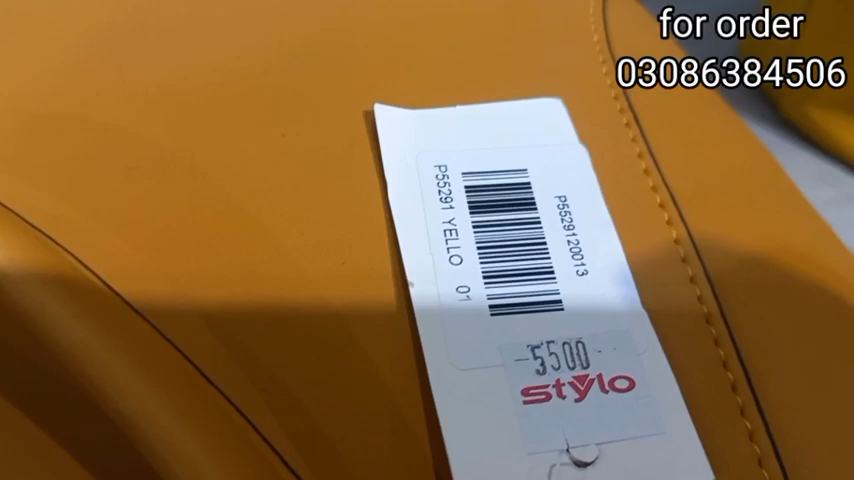 for order
03086384506
P55291 YELLO 01
P5529120013
-5500-
stylo